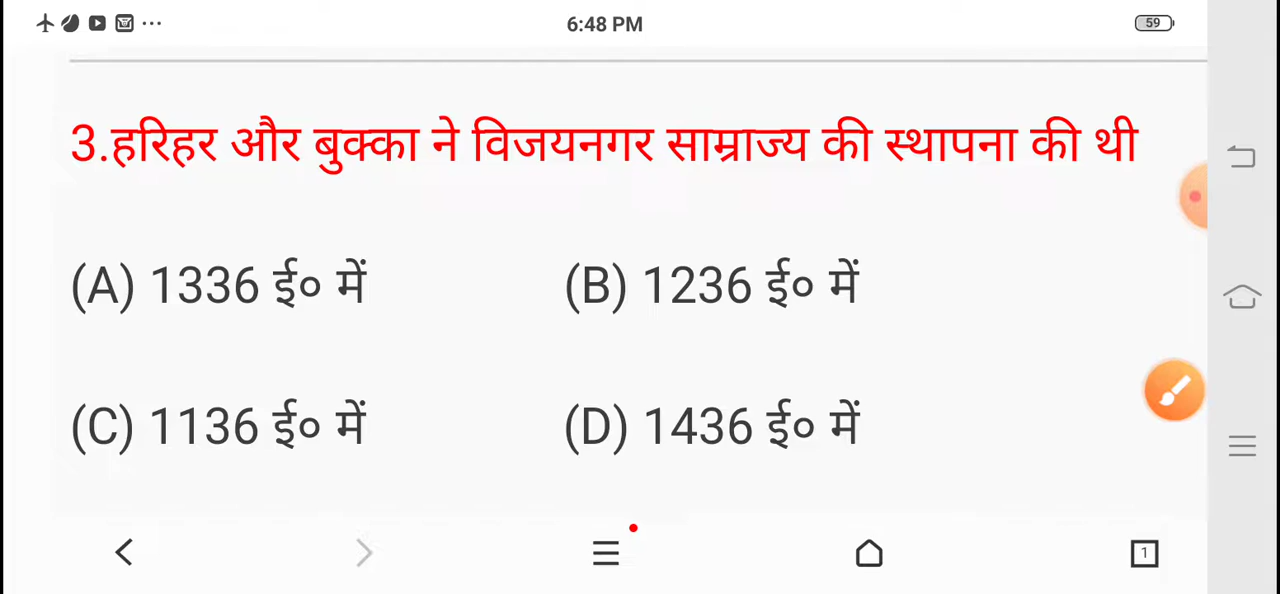 6:48 PM
59
3.हरिहर और बुक्का ने विजयनगर साम्राज्य की स्थापना की थी
(A) 1336 ई० में (B) 1236 ई० में
(C) 1136 ई० में (D) 1436 ई० में
1